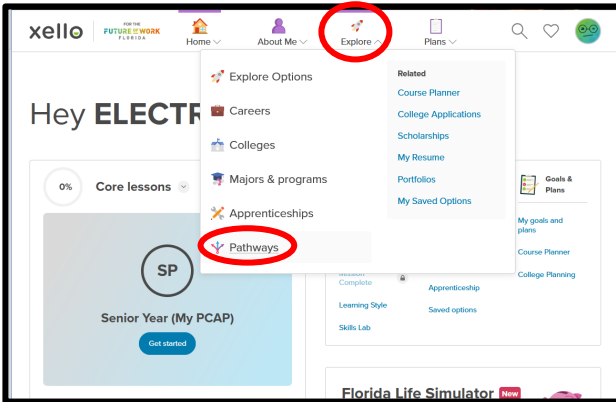 xello
FOR THE
FUTURE OF WORK
FLORIDA
Home
About Me
Explore
Plans
Explore Options
Careers
Colleges
Majors & programs
Apprenticeships
Pathways
Related
Course Planner
College Applications
Scholarships
My Resume
Portfolios
My Saved Options
Hey ELECTR
0%
Core lessons
SP
Senior Year (My PCAP)
Get started
Goals &
Plans
My goals and
plans
Course Planner
College Planning
Complete
Learning Style
Skills Lab
Apprenticeship
Saved options
Florida Life Simulator New